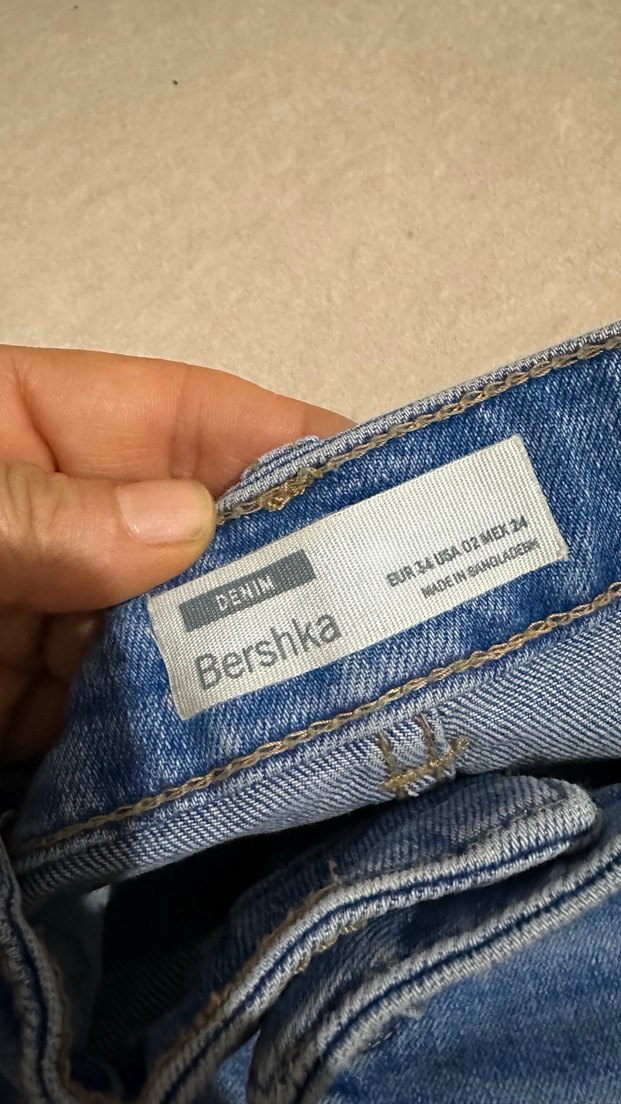 DENIM
Bershka
EUR 34 USA 02 MEX 24
MADE IN BANGLADESH